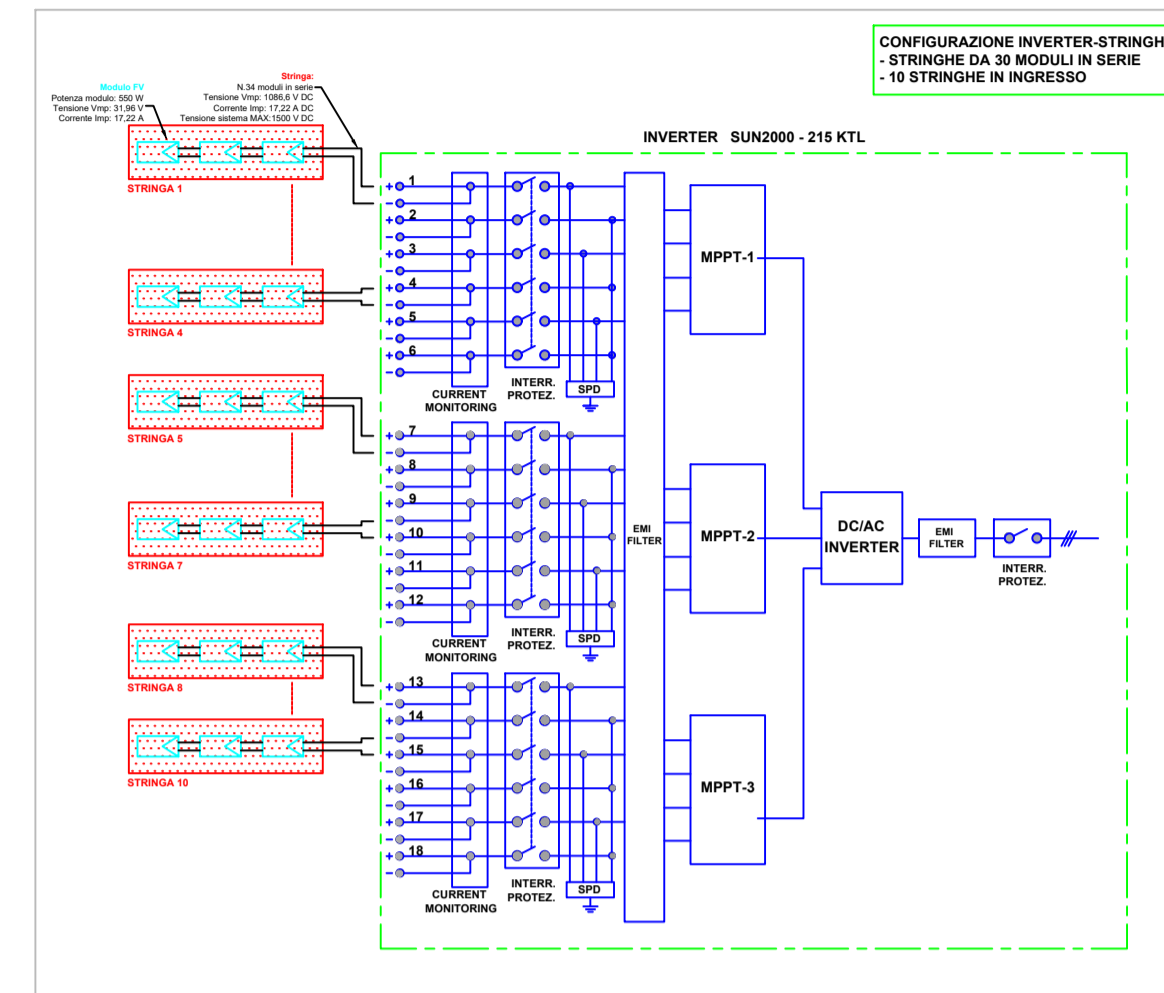 CONFIGURAZIONE INVERTER-STRINGH
- STRINGHE DA 30 MODULI IN SERIE
- 10 STRINGHE IN INGRESSO
Modulo FV
Potenza modulo: 550 W
Tensione Vmp: 31,96 V
Corrente Imp: 17,22 A
Stringa:
N.34 moduli in serie
Tensione Vmp: 1086,6 V DC
Corrente Imp: 17,22 A DC
Tensione sistema MAX:1500 V DC
INVERTER SUN2000 - 215 KTL
STRINGA 1
STRINGA 4
STRINGA 5
STRINGA 7
STRINGA 8
STRINGA 10
+ 1
-
+ 2
-
+ 3
-
+ 4
-
+ 5
-
+ 6
-
CURRENT
MONITORING
INTERR.
PROTEZ.
SPD
+ 7
-
+ 8
-
+ 9
-
+ 10
-
+ 11
-
+ 12
-
CURRENT
MONITORING
INTERR.
PROTEZ.
SPD
+ 13
-
+ 14
-
+ 15
-
+ 16
-
+ 17
-
+ 18
-
CURRENT
MONITORING
INTERR.
PROTEZ.
SPD
EMI
FILTER
MPPT-1
MPPT-2
MPPT-3
DC/AC
INVERTER
EMI
FILTER
INTERR.
PROTEZ.